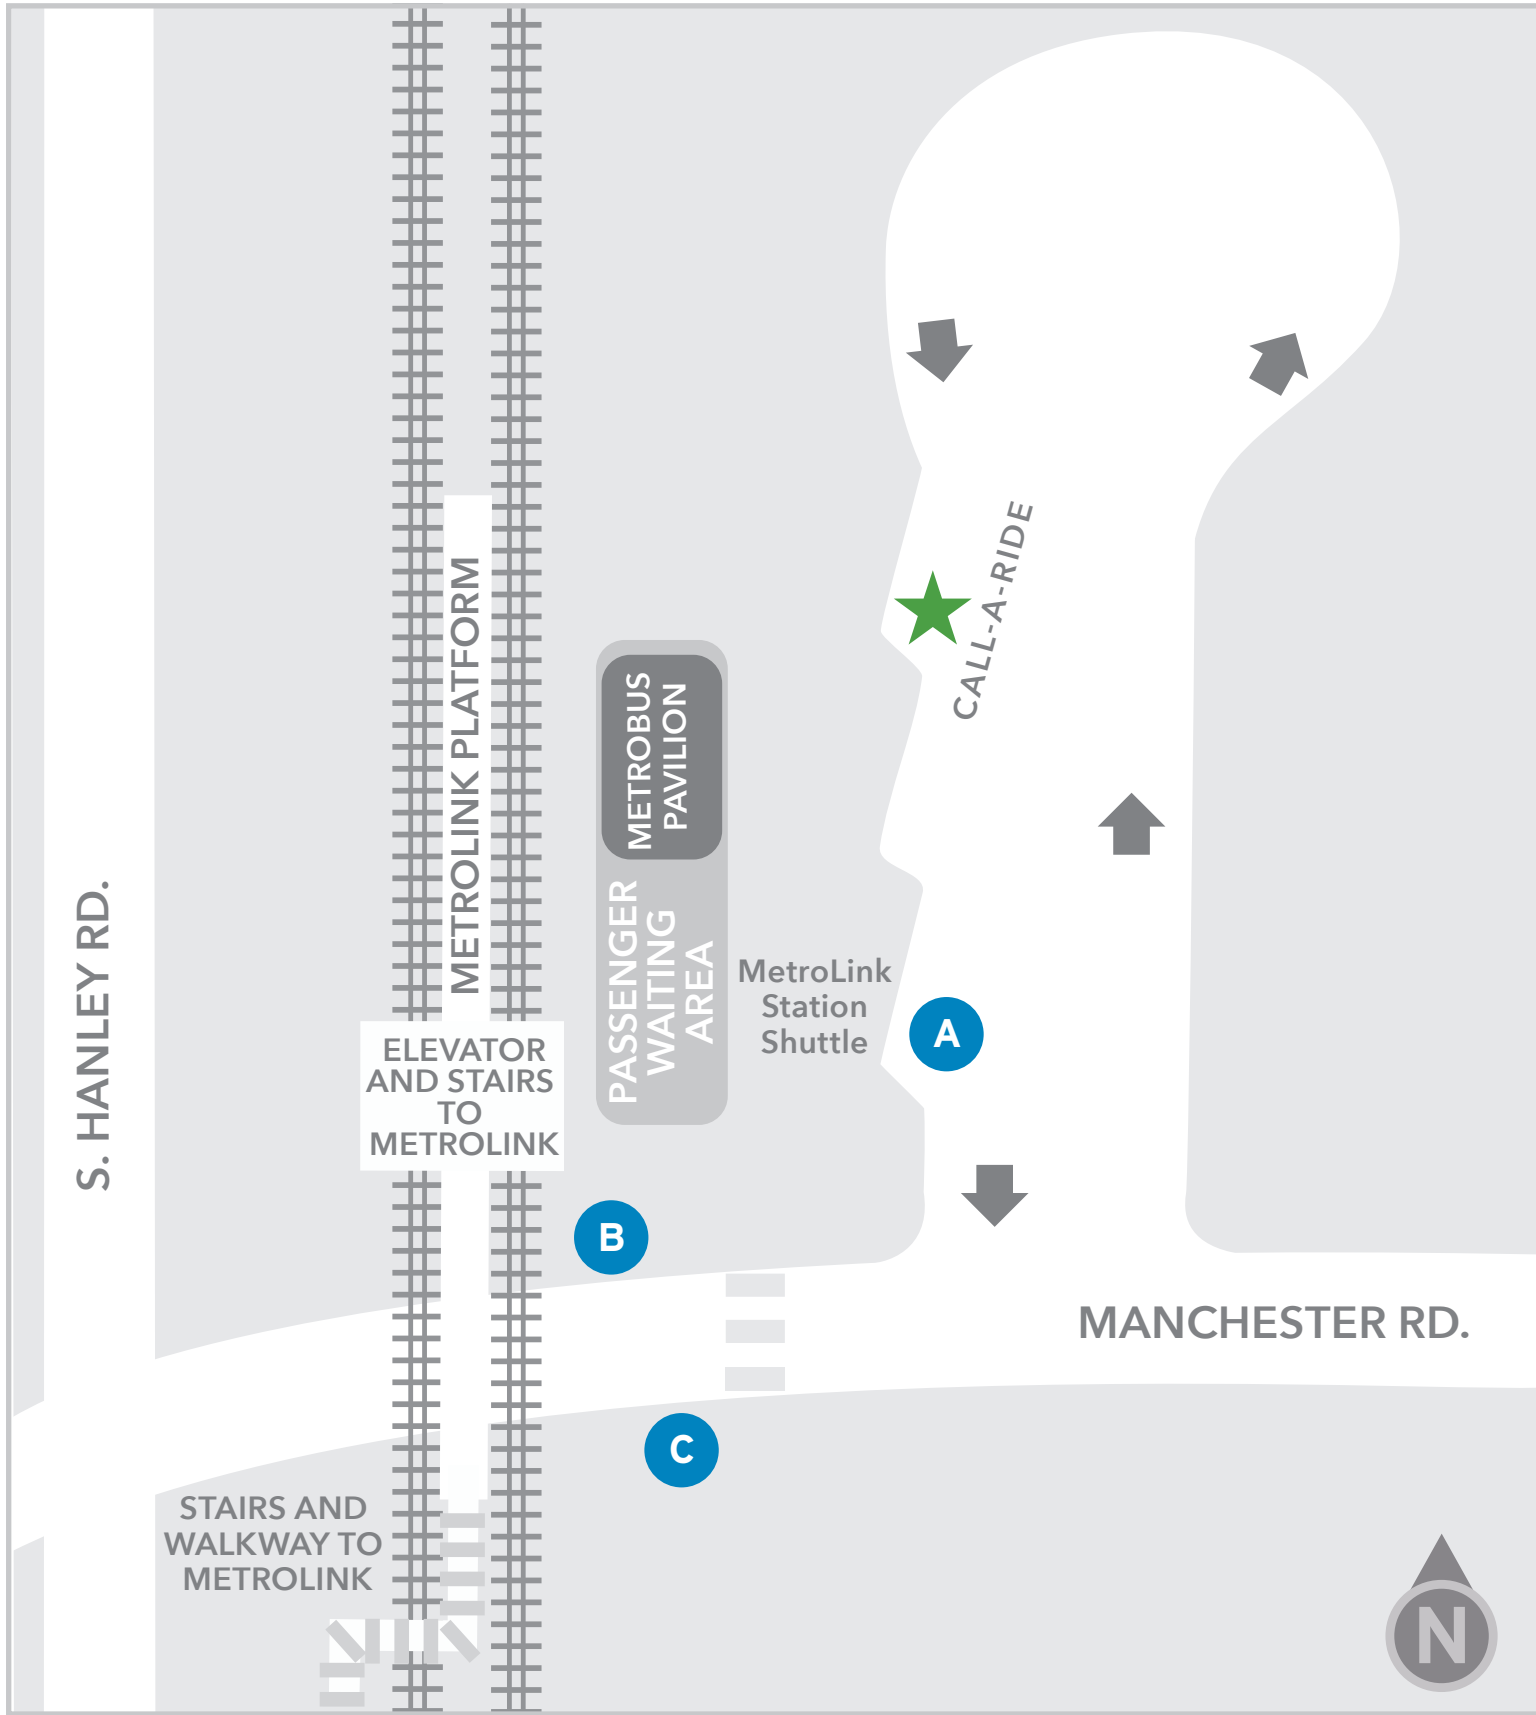 CALL-A-RIDE
METROLINK PLATFORM
METROBUS
PAVILION
S. HANLEY RD.
PASSENGER
WAITING
AREA
MetroLink
Station
Shuttle
A
ELEVATOR
AND STAIRS
TO
METROLINK
B
MANCHESTER RD.
C
STAIRS AND
WALKWAY TO
METROLINK
N